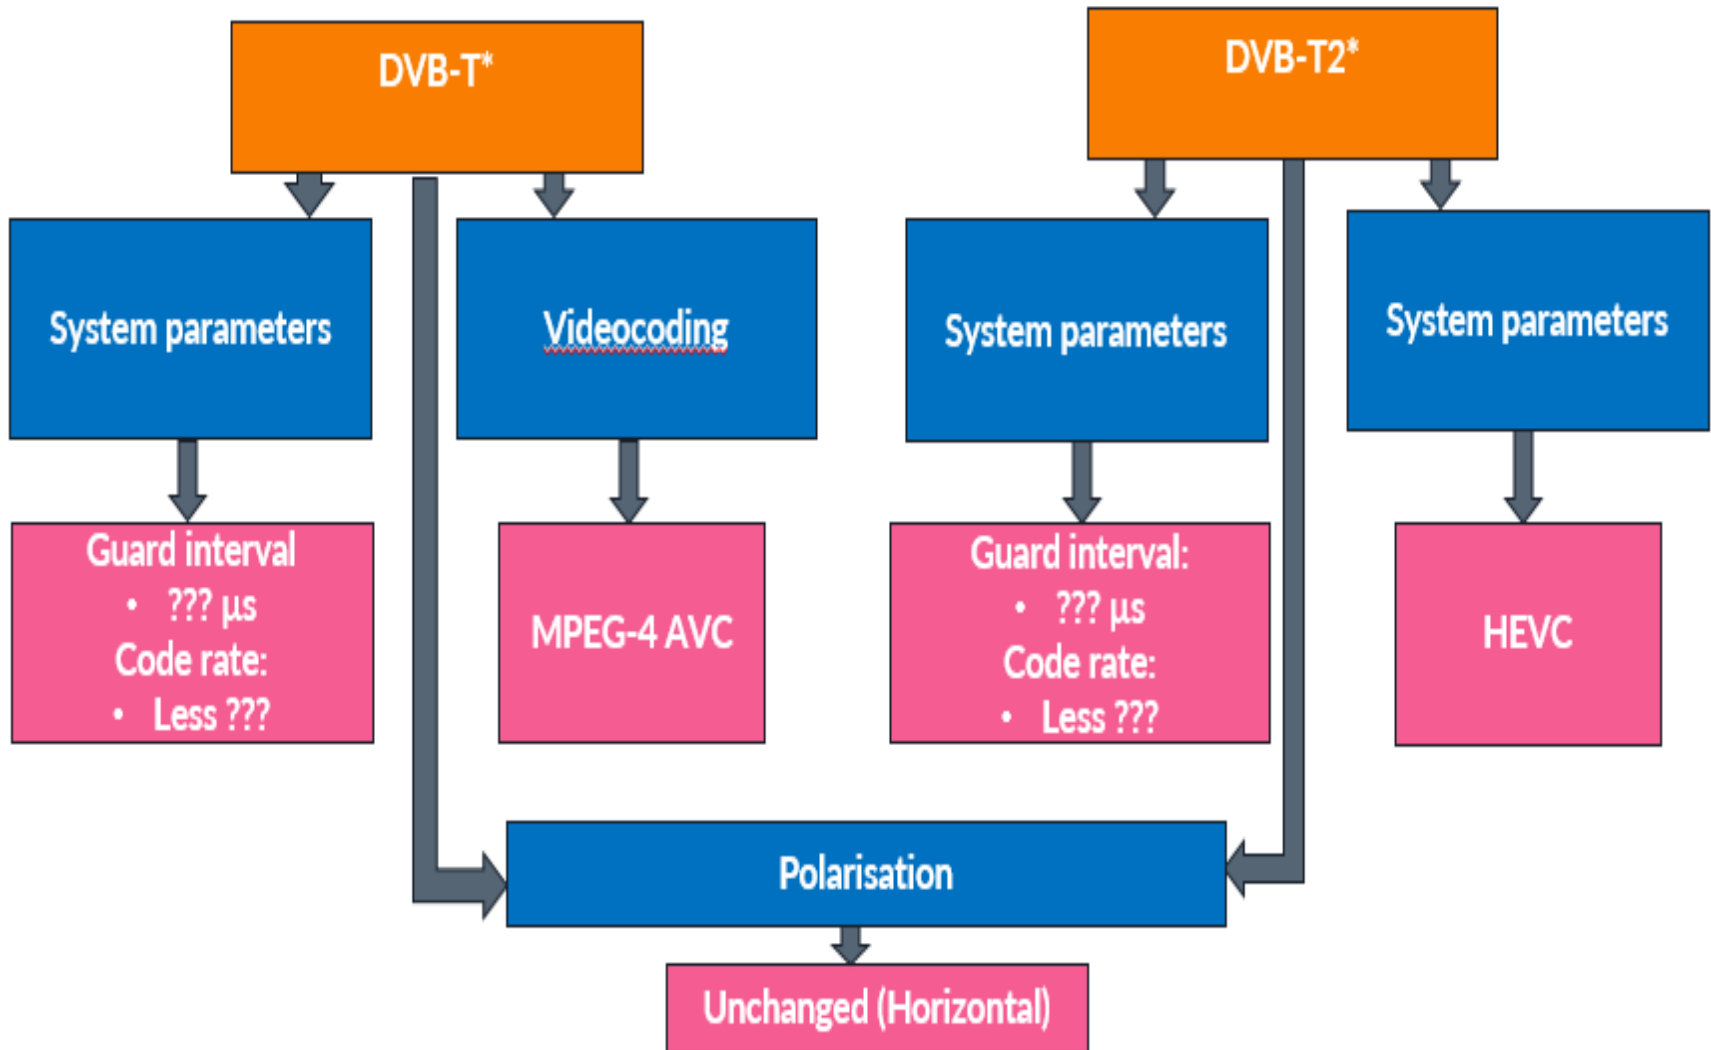 DVB-T*
DVB-T2*
System parameters
Videocoding
System parameters
System parameters
Guard interval
• ??? µs
Code rate:
• Less ???
MPEG-4 AVC
Guard interval:
• ??? µs
Code rate:
• Less ???
HEVC
Polarisation
Unchanged (Horizontal)